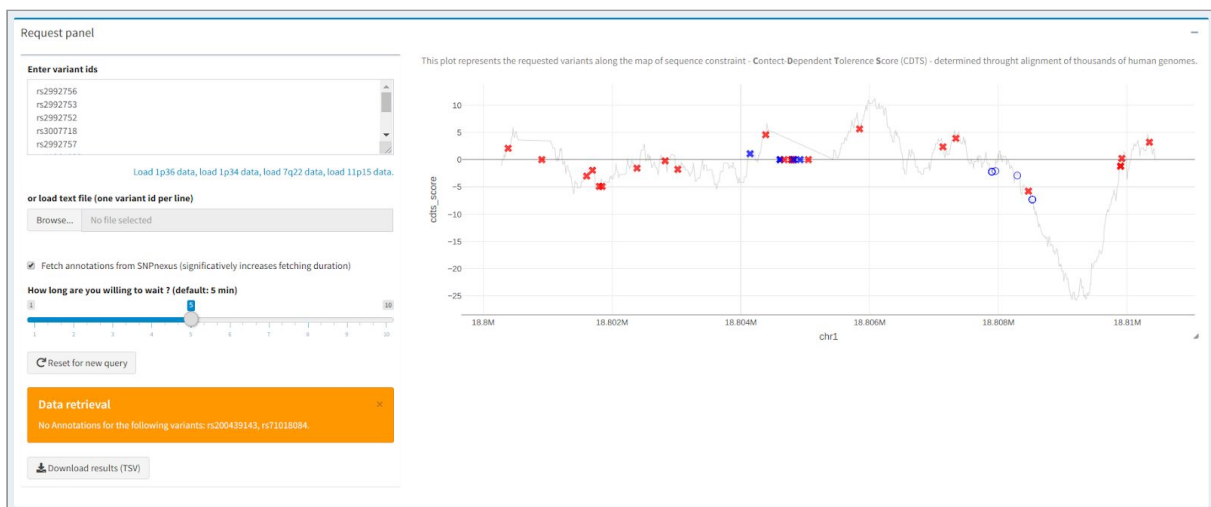 Request panel
Enter variant ids
rs2992756
rs2992753
rs2992752
rs3007718
rs2992757
Load 1p36 data, load 1p34 data, load 7q22 data, load 11p15 data.
or load text file (one variant id per line)
Browse... No file selected
Fetch annotations from SNPnexus (significatively increases fetching duration)
How long are you willing to wait ? (default: 5 min)
1 5 10
1 2 3 4 5 6 7 8 9 10
Reset for new query
Data retrieval ×
No Annotations for the following variants: rs200439143, rs71018084.
Download results (TSV)
This plot represents the requested variants along the map of sequence constraint - Contect-Dependent Tolerence Score (CDTS) - determined throught alignment of thousands of human genomes.
10
5
0
−5
−10
−15
−20
−25
cdts_score
18.8M 18.802M 18.804M 18.806M 18.808M 18.81M
chr1